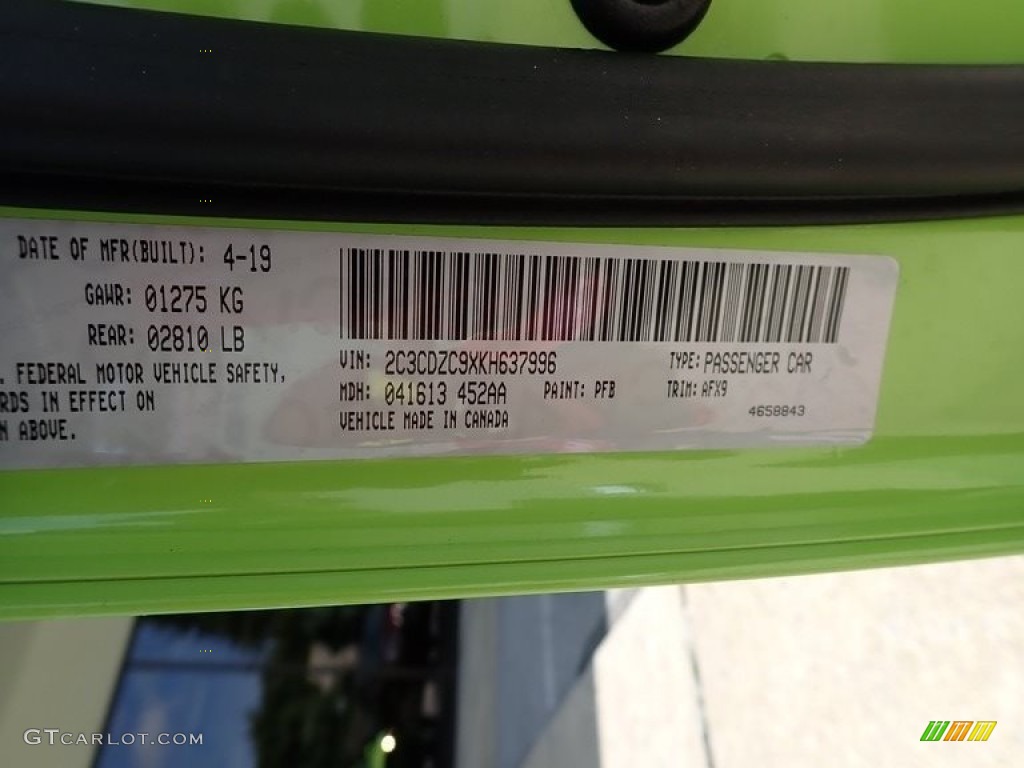 DATE OF MFR(BUILT): 4-19
GAWR: 01275 KG
REAR: 02810 LB
. FEDERAL MOTOR VEHICLE SAFETY,
RDS IN EFFECT ON
N ABOVE.
VIN: 2C3CDZC9XKH637996 TYPE: PASSENGER CAR
MDH: 041613 452AA PAINT: PFB TRIM: AFX9
VEHICLE MADE IN CANADA 4658843
GTCARLOT.COM